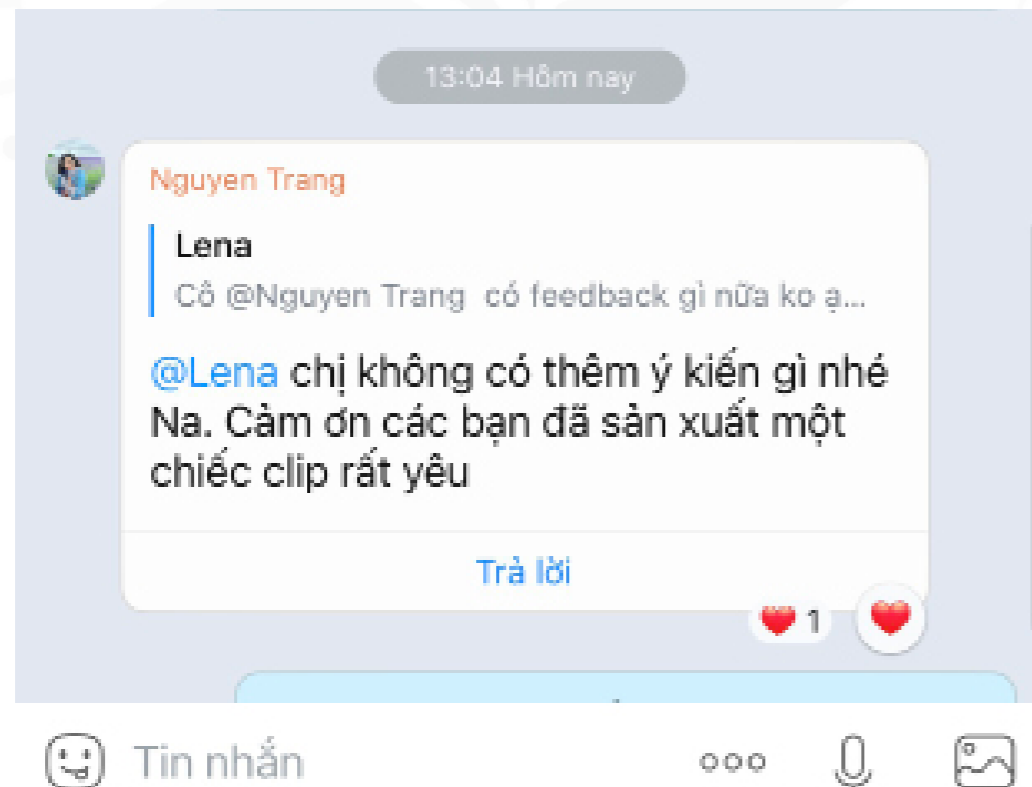 13:04 Hôm nay
Nguyen Trang
Lena
Cô @Nguyen Trang có feedback gì nữa ko ạ...
@Lena chị không có thêm ý kiến gì nhé
Na. Cảm ơn các bạn đã sản xuất một
chiếc clip rất yêu
Trả lời
1
Tin nhắn